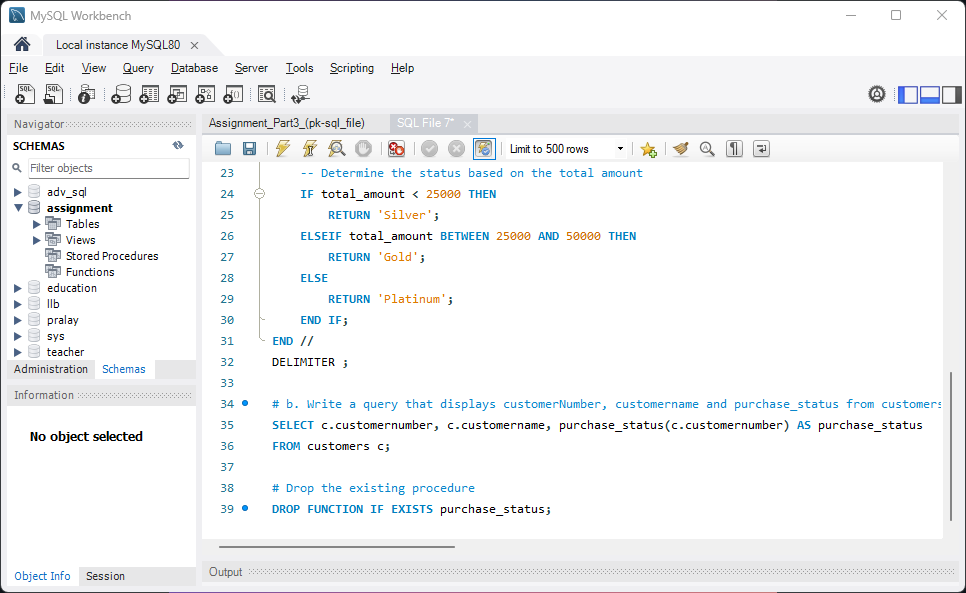 MySQL Workbench
Local instance MySQL80
File Edit View Query Database Server Tools Scripting Help
Navigator
SCHEMAS
Filter objects
adv_sql
assignment
Tables
Views
Stored Procedures
Functions
education
llb
pralay
sys
teacher
Administration Schemas
Information
No object selected
Object Info Session
Assignment_Part3_(pk-sql_file) SQL File 7*
Limit to 500 rows
23 -- Determine the status based on the total amount
24 IF total_amount < 25000 THEN
25 RETURN 'Silver';
26 ELSEIF total_amount BETWEEN 25000 AND 50000 THEN
27 RETURN 'Gold';
28 ELSE
29 RETURN 'Platinum';
30 END IF;
31 END //
32 DELIMITER ;
33
34 # b. Write a query that displays customerNumber, customername and purchase_status from customers
35 SELECT c.customernumber, c.customername, purchase_status(c.customernumber) AS purchase_status
36 FROM customers c;
37
38 # Drop the existing procedure
39 DROP FUNCTION IF EXISTS purchase_status;
Output